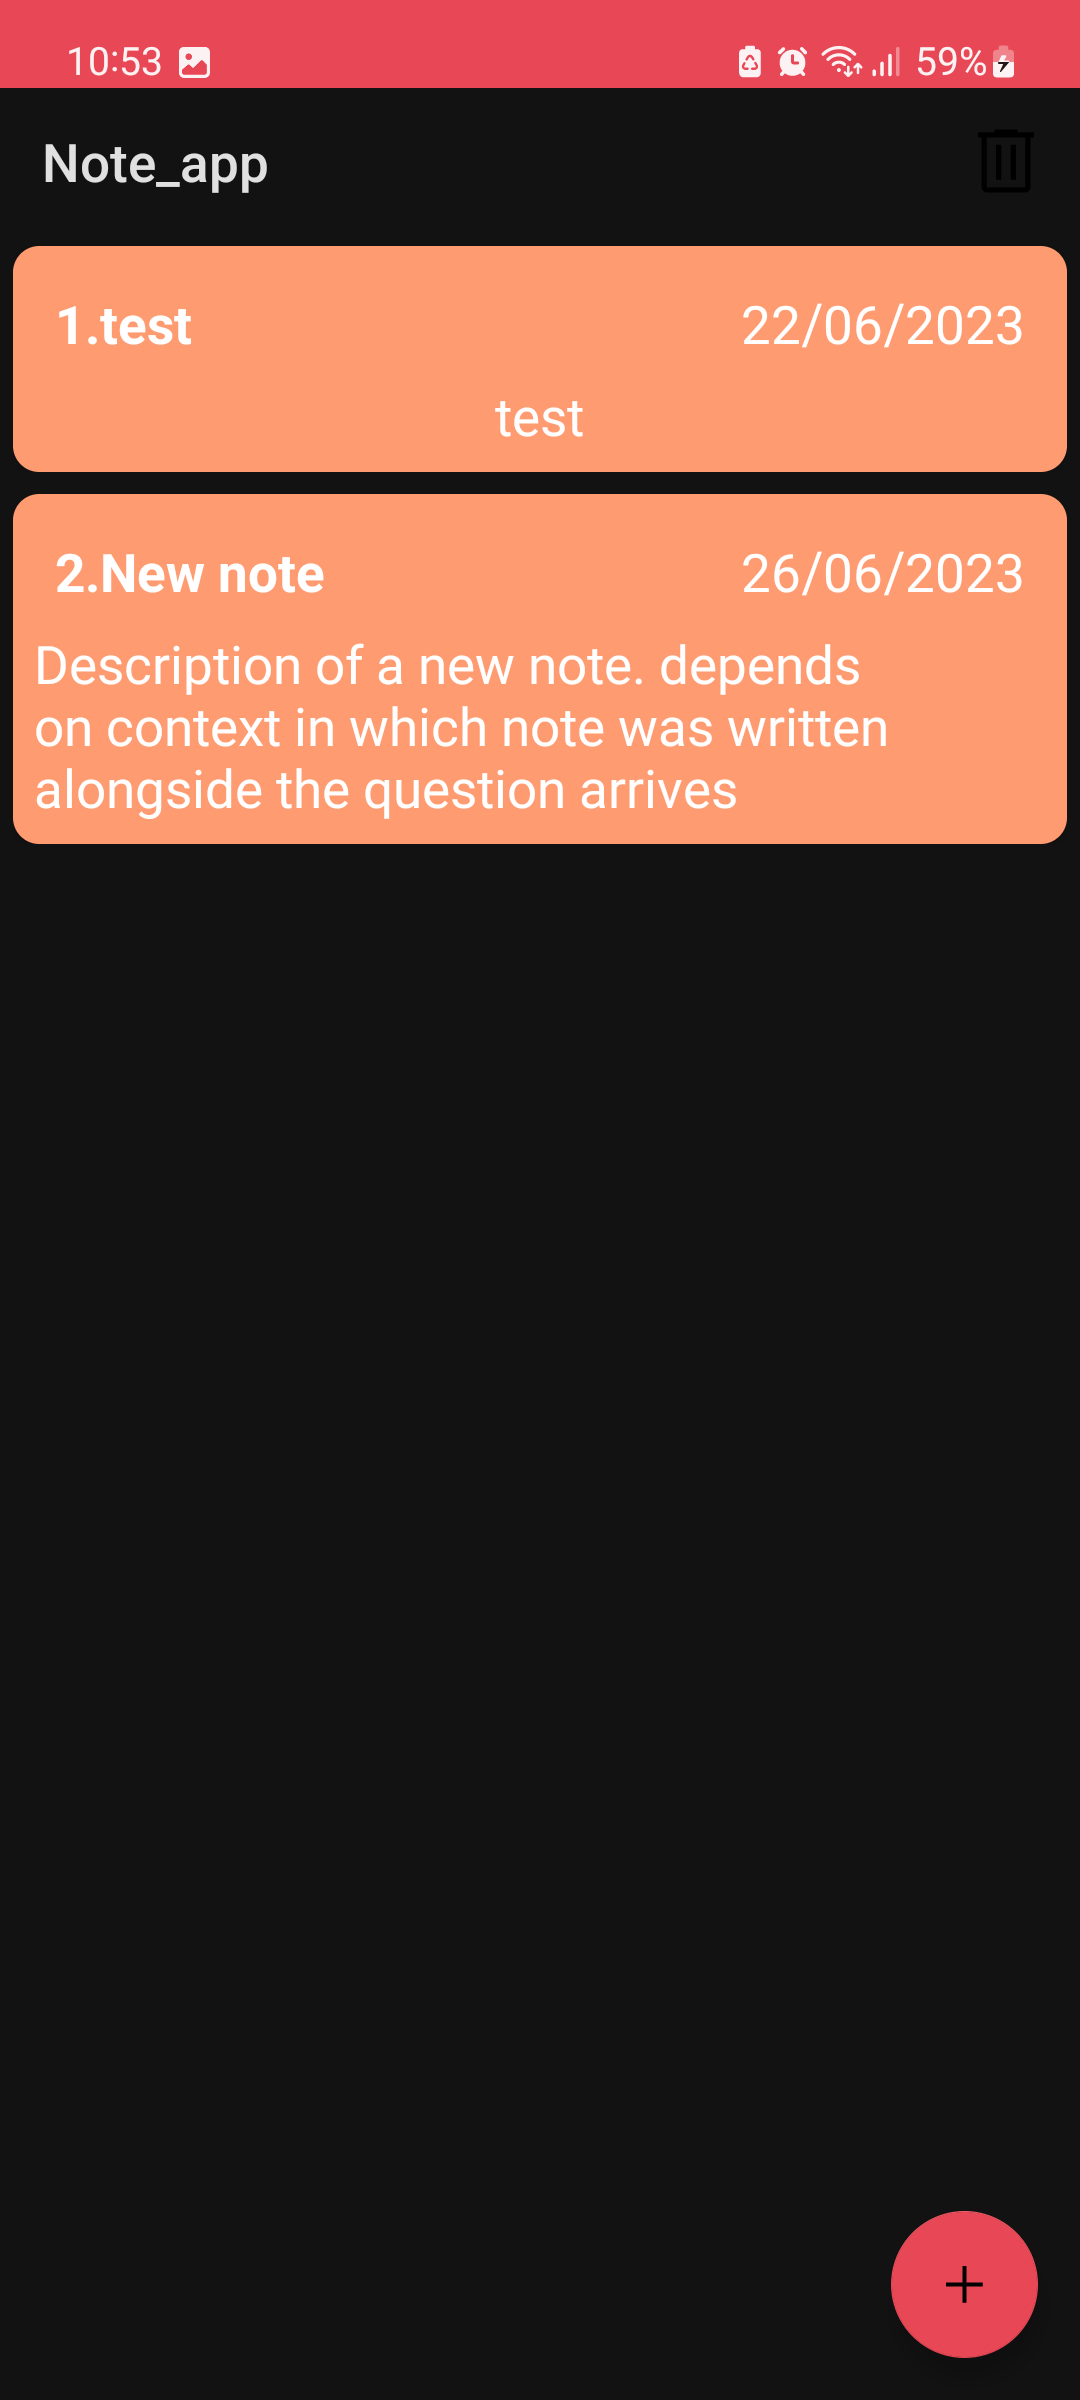 10:53 59%
Note_app
1.test 22/06/2023
test
2.New note 26/06/2023
Description of a new note. depends
on context in which note was written
alongside the question arrives